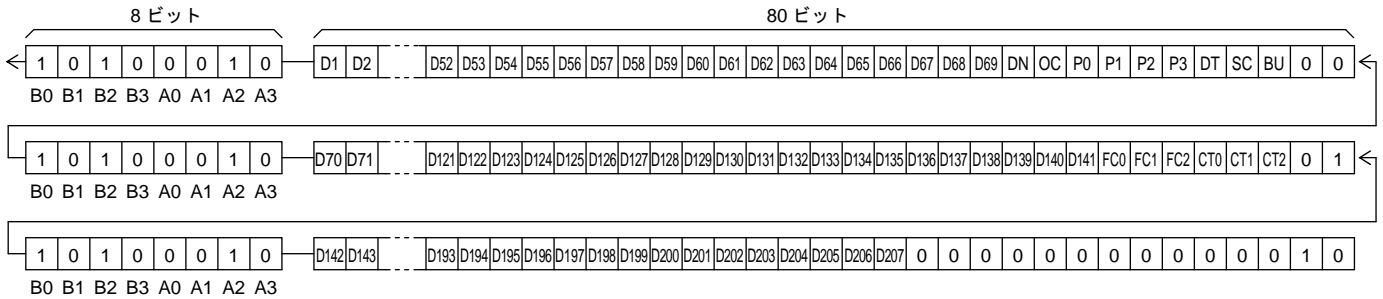 8 ビット 80 ビット
1 0 1 0 0 0 1 0 D1 D2 D52 D53 D54 D55 D56 D57 D58 D59 D60 D61 D62 D63 D64 D65 D66 D67 D68 D69 DN OC P0 P1 P2 P3 DT SC BU 0 0
B0 B1 B2 B3 A0 A1 A2 A3
1 0 1 0 0 0 1 0 D70 D71 D121 D122 D123 D124 D125 D126 D127 D128 D129 D130 D131 D132 D133 D134 D135 D136 D137 D138 D139 D140 D141 FC0 FC1 FC2 CT0 CT1 CT2 0 1
B0 B1 B2 B3 A0 A1 A2 A3
1 0 1 0 0 0 1 0 D142 D143 D193 D194 D195 D196 D197 D198 D199 D200 D201 D202 D203 D204 D205 D206 D207 0 0 0 0 0 0 0 0 0 0 0 0 0 1 0
B0 B1 B2 B3 A0 A1 A2 A3